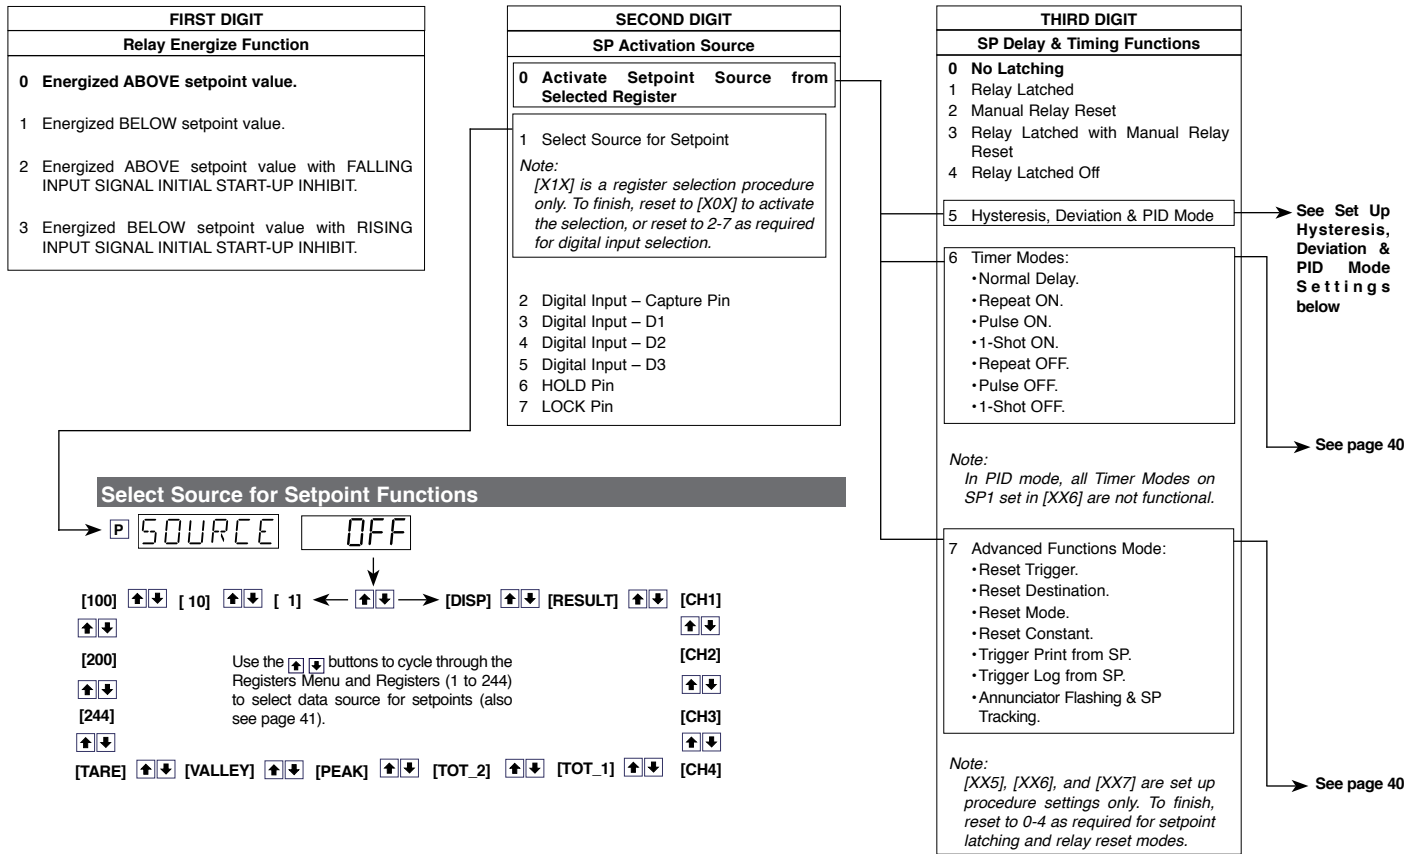 FIRST DIGIT
Relay Energize Function
0 Energized ABOVE setpoint value.
1 Energized BELOW setpoint value.
2 Energized ABOVE setpoint value with FALLING
INPUT SIGNAL INITIAL START-UP INHIBIT.
3 Energized BELOW setpoint value with RISING
INPUT SIGNAL INITIAL START-UP INHIBIT.
SECOND DIGIT
SP Activation Source
0 Activate Setpoint Source from
Selected Register
1 Select Source for Setpoint
Note:
[X1X] is a register selection procedure
only. To finish, reset to [X0X] to activate
the selection, or reset to 2-7 as required
for digital input selection.
2 Digital Input – Capture Pin
3 Digital Input – D1
4 Digital Input – D2
5 Digital Input – D3
6 HOLD Pin
7 LOCK Pin
THIRD DIGIT
SP Delay & Timing Functions
0 No Latching
1 Relay Latched
2 Manual Relay Reset
3 Relay Latched with Manual Relay
Reset
4 Relay Latched Off
5 Hysteresis, Deviation & PID Mode
See Set Up
Hysteresis,
Deviation &
PID Mode
Settings
below
6 Timer Modes:
•Normal Delay.
•Repeat ON.
•Pulse ON.
•1-Shot ON.
•Repeat OFF.
•Pulse OFF.
•1-Shot OFF.
See page 40
Note:
In PID mode, all Timer Modes on
SP1 set in [XX6] are not functional.
7 Advanced Functions Mode:
•Reset Trigger.
•Reset Destination.
•Reset Mode.
•Reset Constant.
•Trigger Print from SP.
•Trigger Log from SP.
•Annunciator Flashing & SP
Tracking.
See page 40
Note:
[XX5], [XX6], and [XX7] are set up
procedure settings only. To finish,
reset to 0-4 as required for setpoint
latching and relay reset modes.
Select Source for Setpoint Functions
P SOURCE OFF
[100] [ 10] [ 1] [DISP] [RESULT] [CH1]
[200] [CH2]
[244] [CH3]
[TARE] [VALLEY] [PEAK] [TOT_2] [TOT_1] [CH4]
Use the buttons to cycle through the
Registers Menu and Registers (1 to 244)
to select data source for setpoints (also
see page 41).